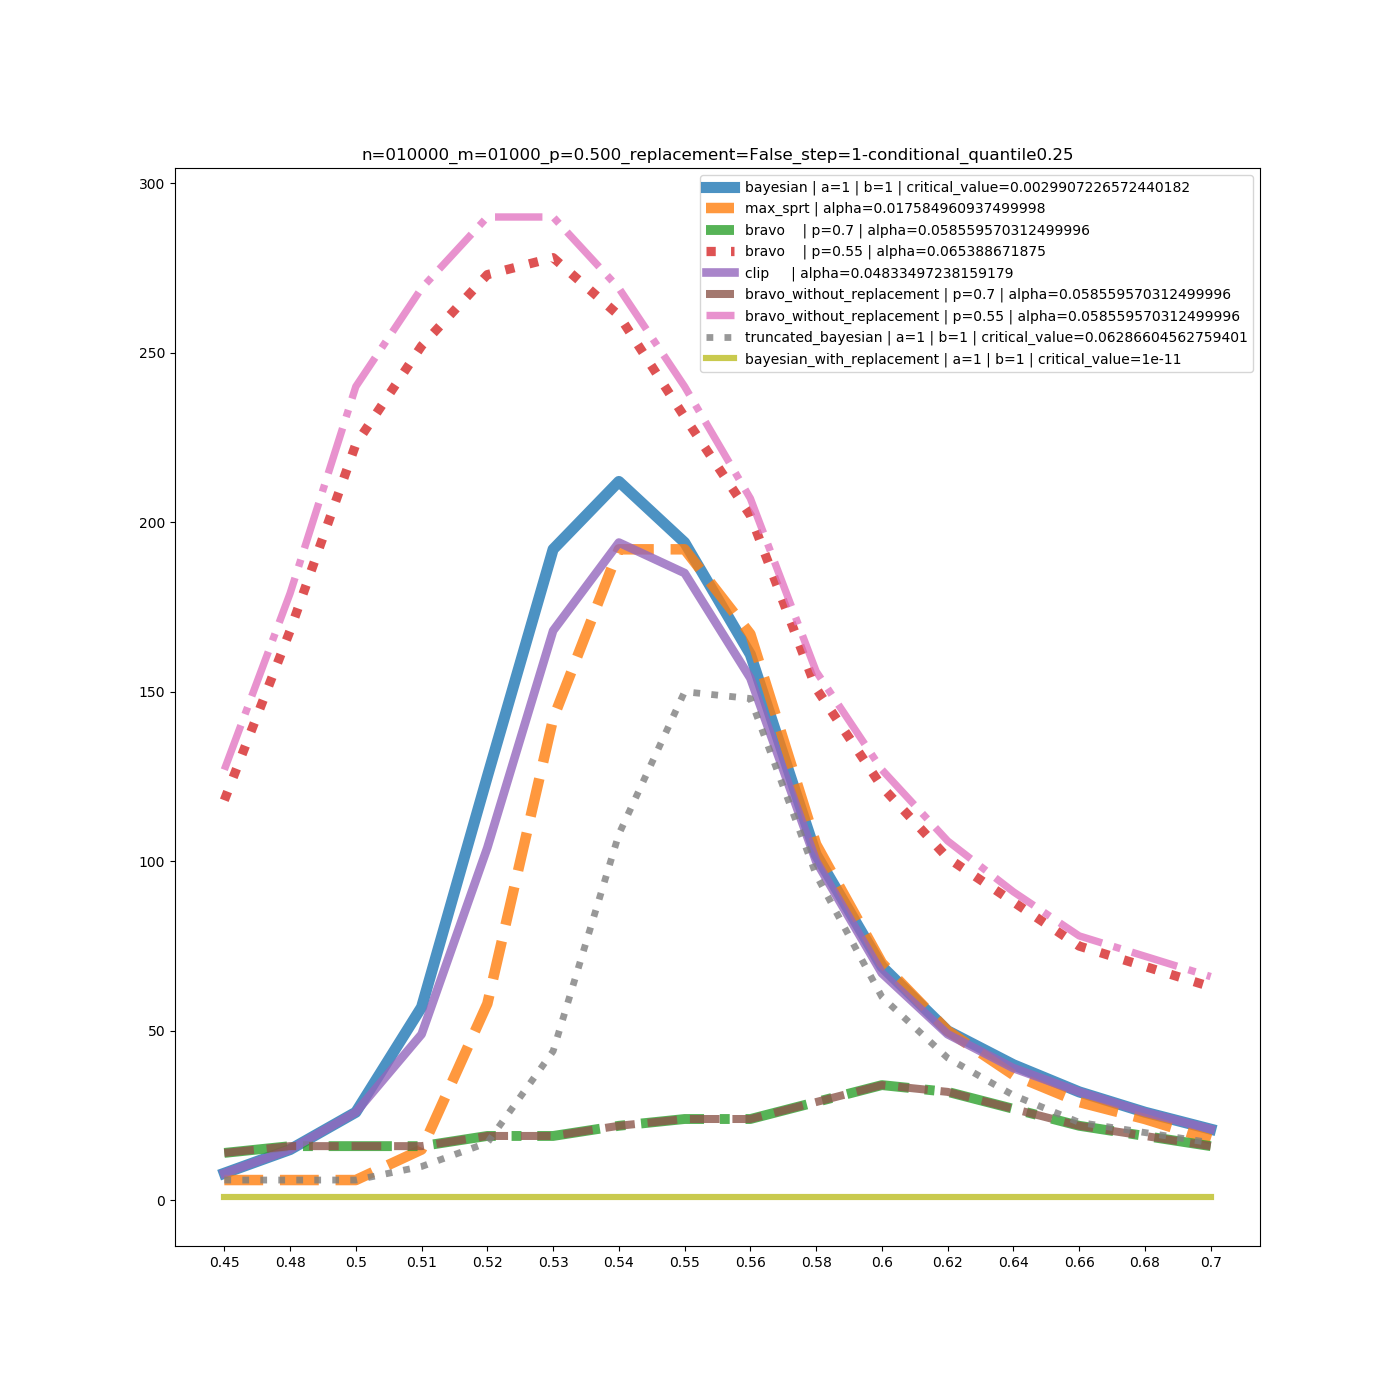 n=010000_m=01000_p=0.500_replacement=False_step=1-conditional_quantile0.25
bayesian | a=1 | b=1 | critical_value=0.0029907226572440182
max_sprt | alpha=0.017584960937499998
bravo    | p=0.7 | alpha=0.058559570312499996
bravo    | p=0.55 | alpha=0.065388671875
clip     | alpha=0.04833497238159179
bravo_without_replacement | p=0.7 | alpha=0.058559570312499996
bravo_without_replacement | p=0.55 | alpha=0.058559570312499996
truncated_bayesian | a=1 | b=1 | critical_value=0.06286604562759401
bayesian_with_replacement | a=1 | b=1 | critical_value=1e-11
300
250
200
150
100
50
0
0.45 0.48 0.5 0.51 0.52 0.53 0.54 0.55 0.56 0.58 0.6 0.62 0.64 0.66 0.68 0.7